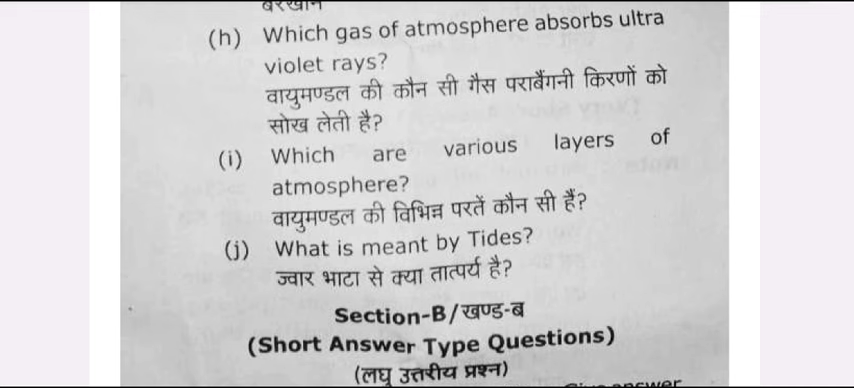 बरखान
(h) Which gas of atmosphere absorbs ultra
violet rays?
वायुमण्डल की कौन सी गैस पराबैंगनी किरणों को
सोख लेती है?
(i) Which are various layers of
atmosphere?
वायुमण्डल की विभिन्न परतें कौन सी हैं?
(j) What is meant by Tides?
ज्वार भाटा से क्या तात्पर्य है?
Section-B/खण्ड-ब
(Short Answer Type Questions)
(लघु उत्तरीय प्रश्न)
answer